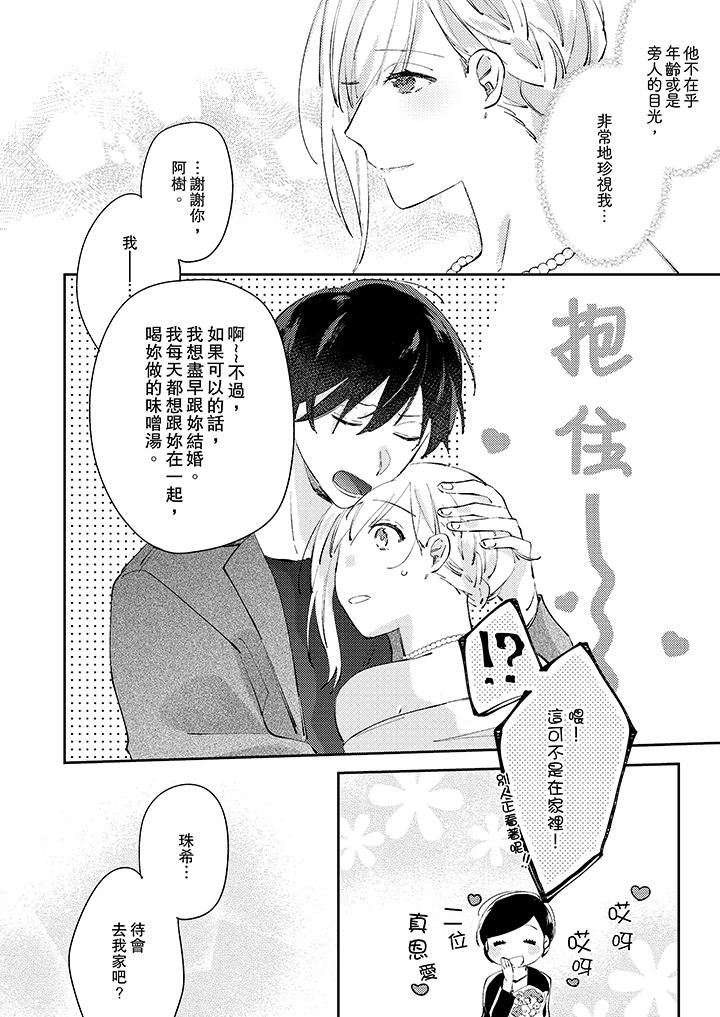 他不在乎
年齡或是
旁人的目光，
非常地珍視我…
…謝謝你，
阿樹。
我——
抱住～
啊~~不過，
如果可以的話，
我想盡早跟妳結婚。
我每天都想跟妳在一起，
喝妳做的味噌湯。
!?
喂！
這可不是在家裡！
別人正看著呢!!
哎呀
哎呀
二位
真恩愛
珠希…
待會
去我家吧？